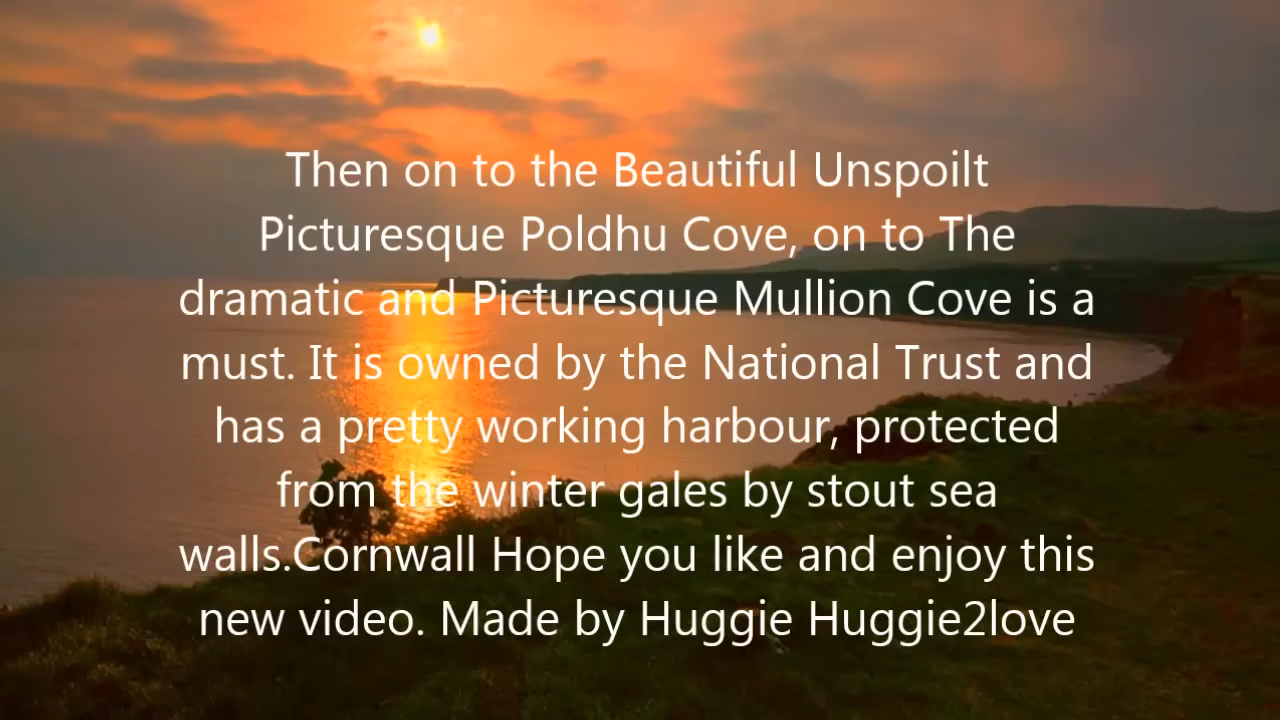 Then on to the Beautiful Unspoilt
Picturesque Poldhu Cove, on to The
dramatic and Picturesque Mullion Cove is a
must. It is owned by the National Trust and
has a pretty working harbour, protected
from the winter gales by stout sea
walls.Cornwall Hope you like and enjoy this
new video. Made by Huggie Huggie2love